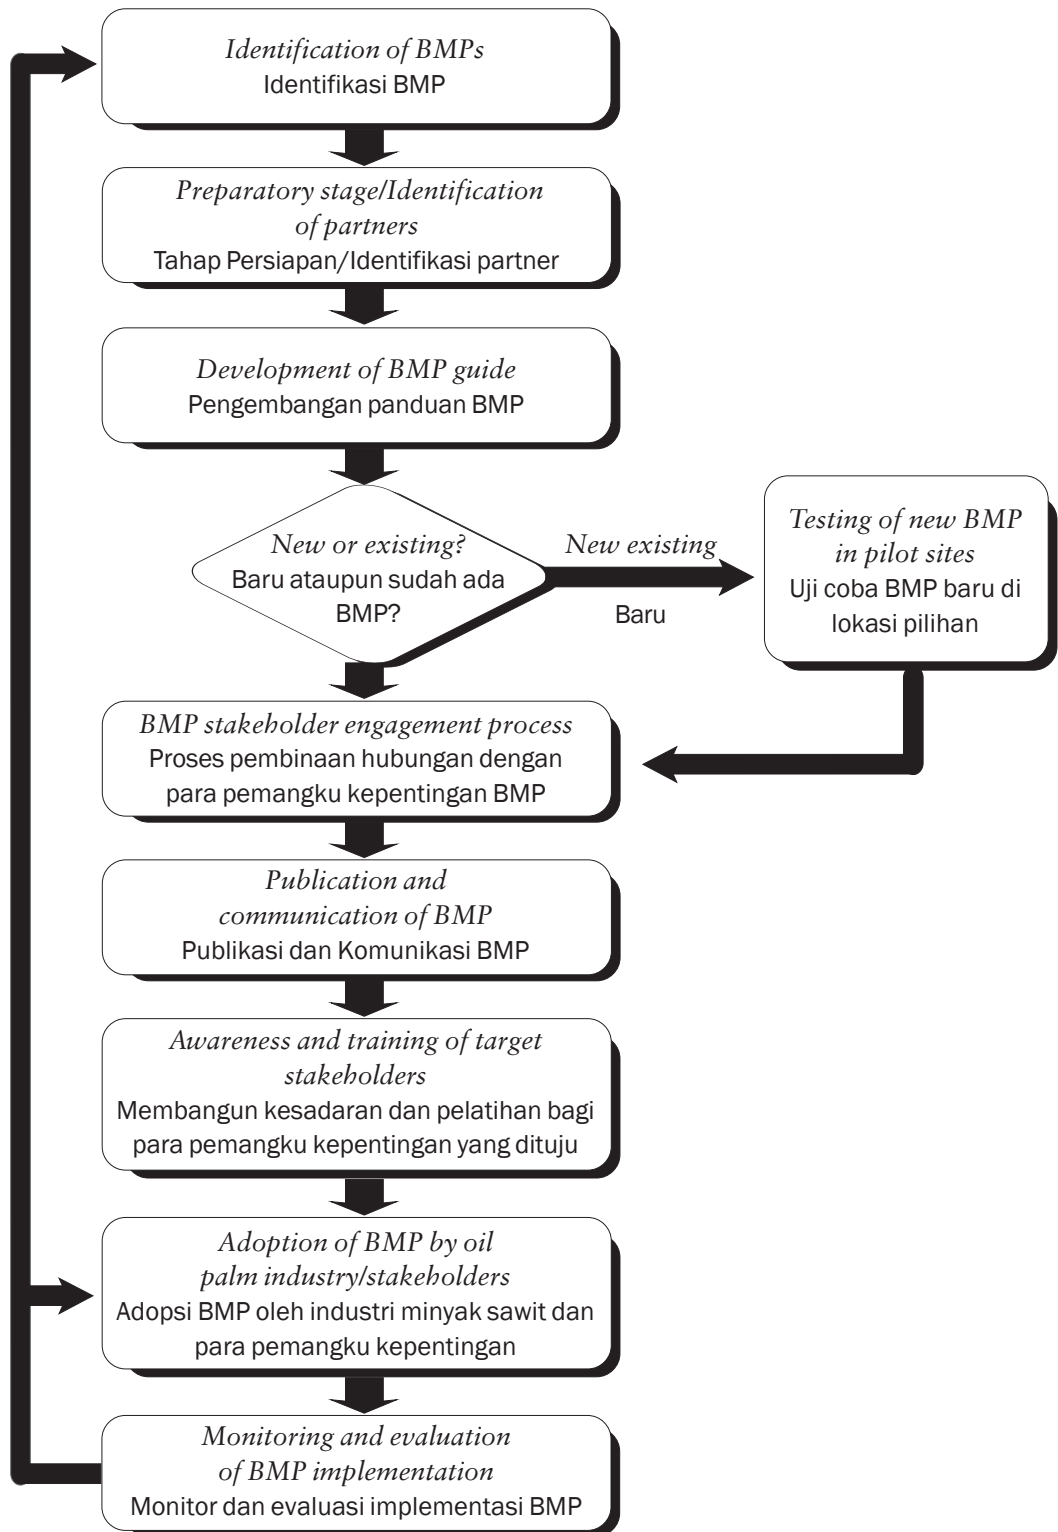 Identification of BMPs
Identifikasi BMP
Preparatory stage/Identification
of partners
Tahap Persiapan/Identifikasi partner
Development of BMP guide
Pengembangan panduan BMP
New or existing?
Baru ataupun sudah ada
BMP?
New existing
Baru
Testing of new BMP
in pilot sites
Uji coba BMP baru di
lokasi pilihan
BMP stakeholder engagement process
Proses pembinaan hubungan dengan
para pemangku kepentingan BMP
Publication and
communication of BMP
Publikasi dan Komunikasi BMP
Awareness and training of target
stakeholders
Membangun kesadaran dan pelatihan bagi
para pemangku kepentingan yang dituju
Adoption of BMP by oil
palm industry/stakeholders
Adopsi BMP oleh industri minyak sawit dan
para pemangku kepentingan
Monitoring and evaluation
of BMP implementation
Monitor dan evaluasi implementasi BMP